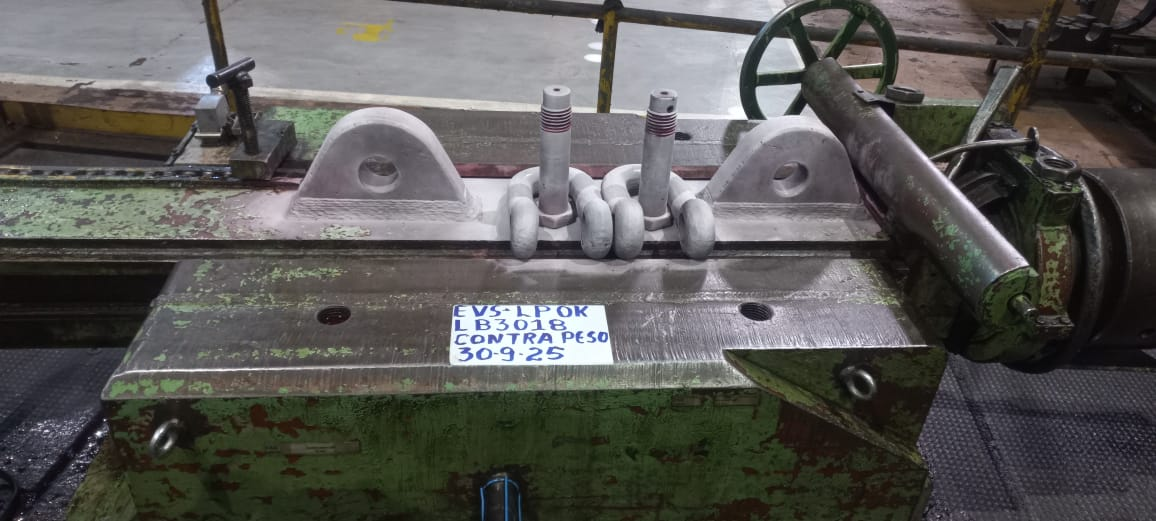 EVS-LPOK
LB3018
CONTRA PESO
30-9-25